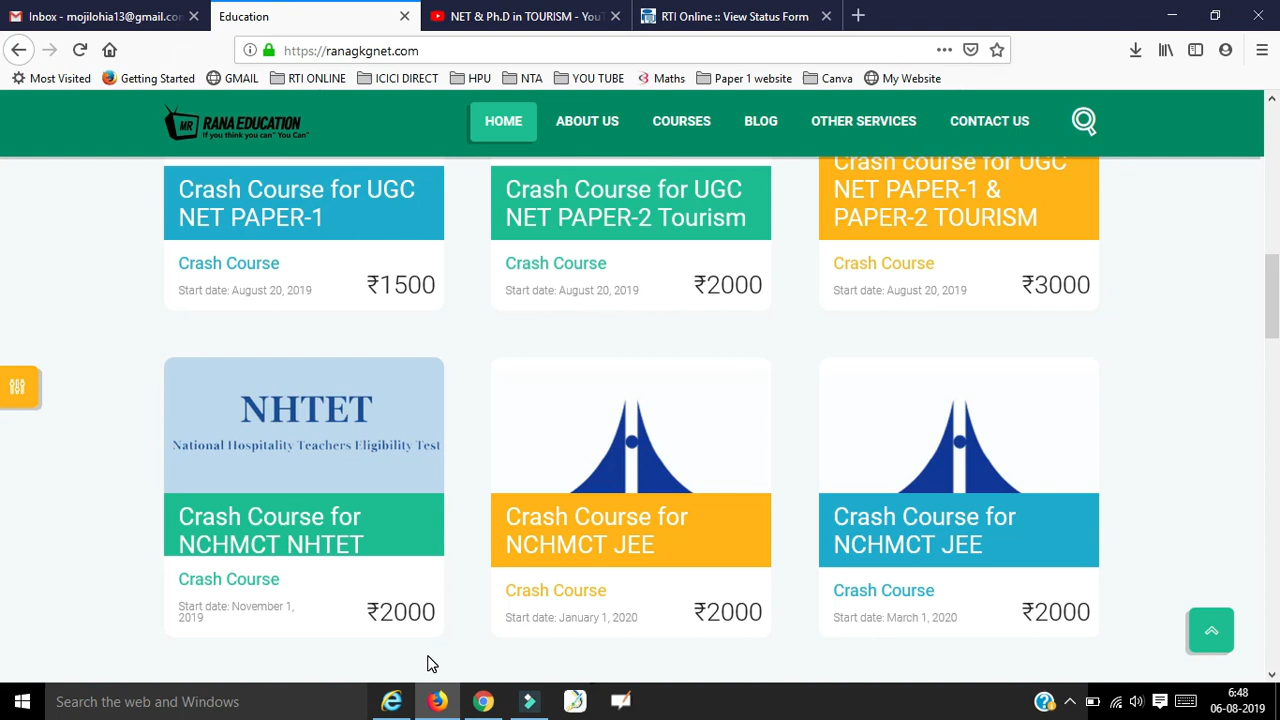 Inbox - mojilohia13@gmail.co
Education
NET & Ph.D in TOURISM - You
RTI Online :: View Status Form
https://ranagkgnet.com
Most Visited
Getting Started
GMAIL
RTI ONLINE
ICICI DIRECT
HPU
NTA
YOU TUBE
Maths
Paper 1 website
Canva
My Website
MR RANA EDUCATION
If you think you can" You Can"
HOME
ABOUT US
COURSES
BLOG
OTHER SERVICES
CONTACT US
Crash Course for UGC
NET PAPER-1
Crash Course
Start date: August 20, 2019
₹1500
Crash Course for UGC
NET PAPER-2 Tourism
Crash Course
Start date: August 20, 2019
₹2000
Crash course for UGC
NET PAPER-1 &
PAPER-2 TOURISM
Crash Course
Start date: August 20, 2019
₹3000
NHTET
National Hospitality Teachers Eligibility Test
Crash Course for
NCHMCT NHTET
Crash Course
Start date: November 1,
2019
₹2000
Crash Course for
NCHMCT JEE
Crash Course
Start date: January 1, 2020
₹2000
Crash Course for
NCHMCT JEE
Crash Course
Start date: March 1, 2020
₹2000
Search the web and Windows
6:48
06-08-2019